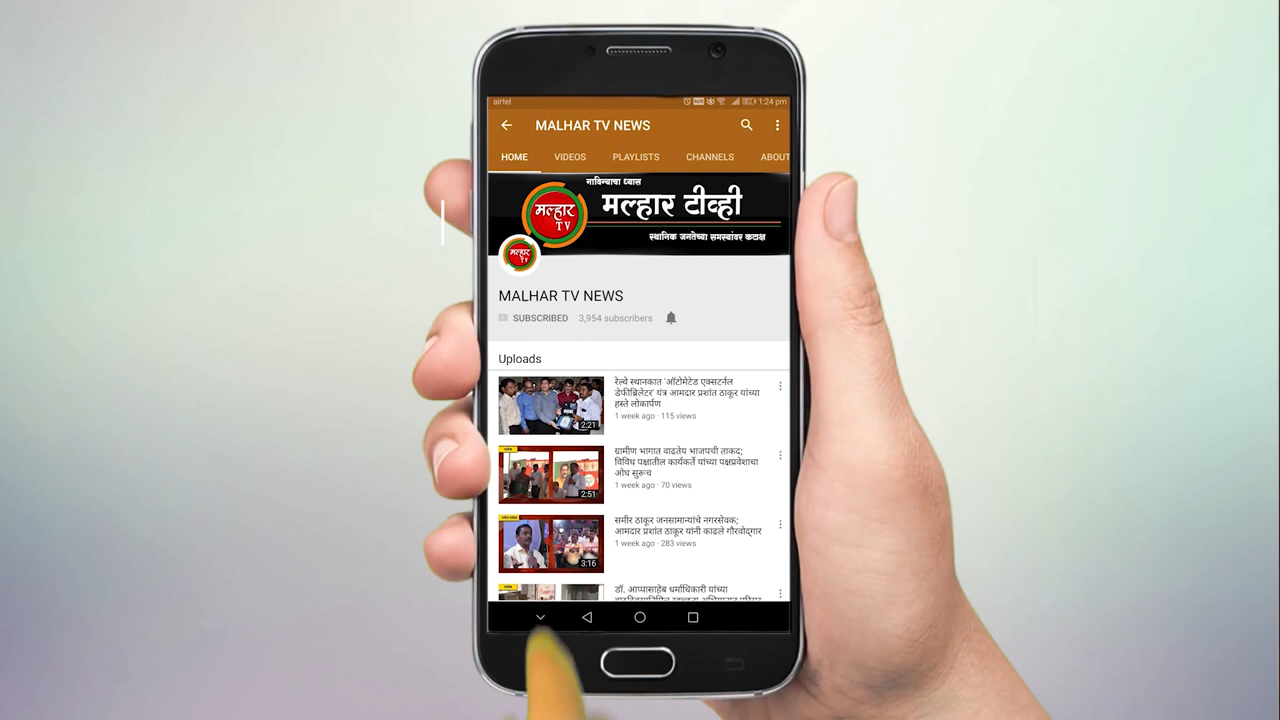 airtel 1:24 pm
MALHAR TV NEWS
HOME VIDEOS PLAYLISTS CHANNELS ABOUT
नाविन्याचा ध्यास
मल्हार टीव्ही
मल्हार
TV
स्थानिक जनतेच्या समस्यांवर कटाक्ष
मल्हार
TV
MALHAR TV NEWS
SUBSCRIBED 3,954 subscribers
Uploads
रेल्वे स्थानकात 'ऑटोमेटेड एक्सटर्नल
डेफीब्रिलेटर' यंत्र आमदार प्रशांत ठाकूर यांच्या
हस्ते लोकार्पण
1 week ago · 115 views
2:21
ग्रामीण भागात वाढतेय भाजपची ताकद;
विविध पक्षातील कार्यकर्ते यांच्या पक्षप्रवेशाचा
ओघ सुरूच
1 week ago · 70 views
2:51
समीर ठाकूर जनसामान्यांचे नगरसेवक;
आमदार प्रशांत ठाकूर यांनी काढले गौरवोद्गार
1 week ago · 283 views
3:16
डॉ. आप्पासाहेब धर्माधिकारी यांच्या